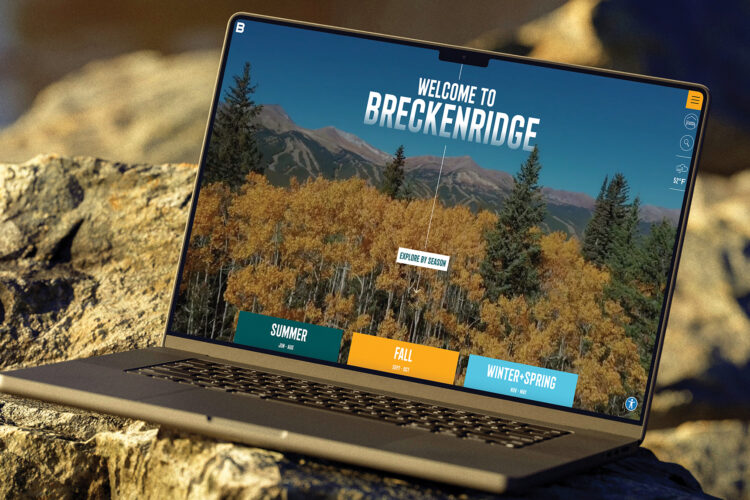 B
WELCOME TO
BRECKENRIDGE
52°F
EXPLORE BY SEASON
SUMMER
JUN - AUG
FALL
SEPT - OCT
WINTER+SPRING
NOV - MAY